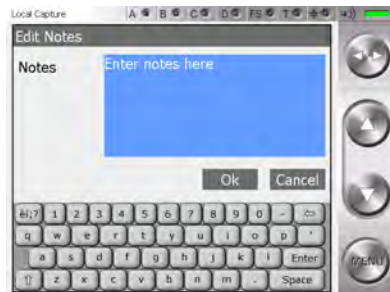 Local Capture A B C D FS T
Edit Notes
Notes Enter notes here
Ok Cancel
èi;? 1 2 3 4 5 6 7 8 9 0 -
q w e r t y u i o p '
a s d f g h j k l Enter
z x c v b n m . Space
MENU